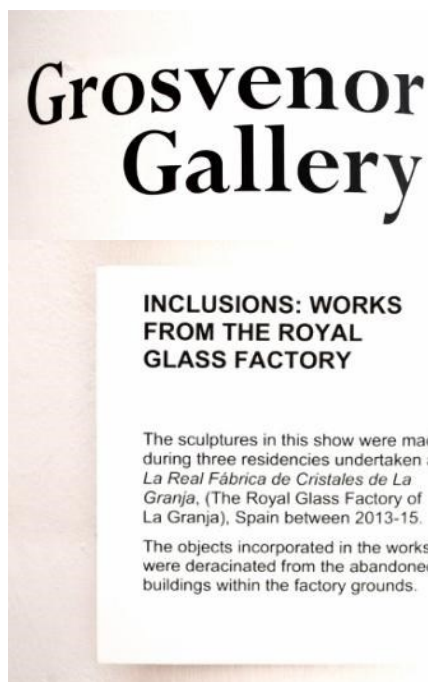 Grosvenor
Gallery
INCLUSIONS: WORKS
FROM THE ROYAL
GLASS FACTORY
The sculptures in this show were
during three residencies undertaken
La Real Fábrica de Cristales de La
Granja, (The Royal Glass Factory of
La Granja), Spain between 2013-15.
The objects incorporated in the works
were deracinated from the abandoned
buildings within the factory grounds.